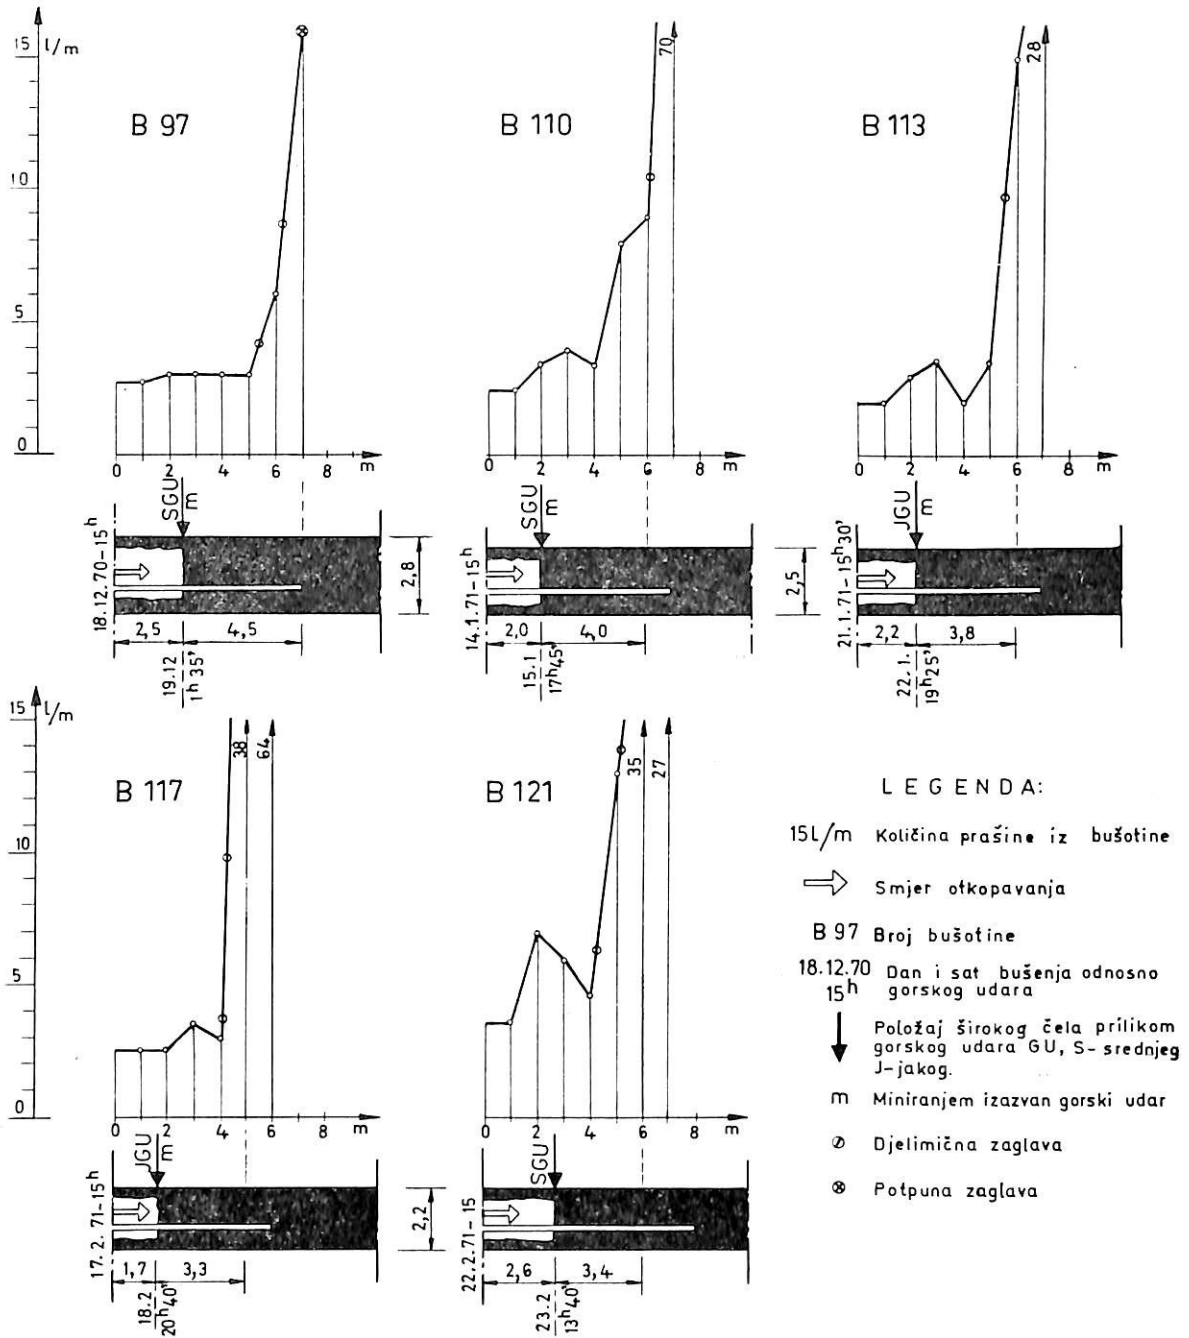 l/m
15
10
5
0
B 97
0 2 4 6 8 m
SGU
m
18.12.70-15h
2,5
4,5
2,8
19.12
1h 35'
B 110
70
0 2 4 6 8 m
SGU
m
14.1.71-15h
2,0
4,0
2,5
15.1
17h45'
B 113
28
0 2 4 6 8 m
JGU
m
21.1.71-15h30'
2,2
3,8
22.1.
19h25'
l/m
15
10
5
0
B 117
38
64
0 2 4 6 8 m
JGU
m
17.2.71-15h
1,7
3,3
2,2
18.2
20h40'
B 121
35
27
0 2 4 6 8 m
SGU
22.2.71-15
2,6
3,4
23.2
13h40'
LEGENDA:
15l/m Količina prašine iz bušotine
Smjer otkopavanja
B 97 Broj bušotine
18.12.70 Dan i sat bušenja odnosno
15h gorskog udara
Položaj širokog čela prilikom
gorskog udara GU, S-srednjeg
J-jakog.
m Miniranjem izazvan gorski udar
Djelimična zaglava
Potpuna zaglava